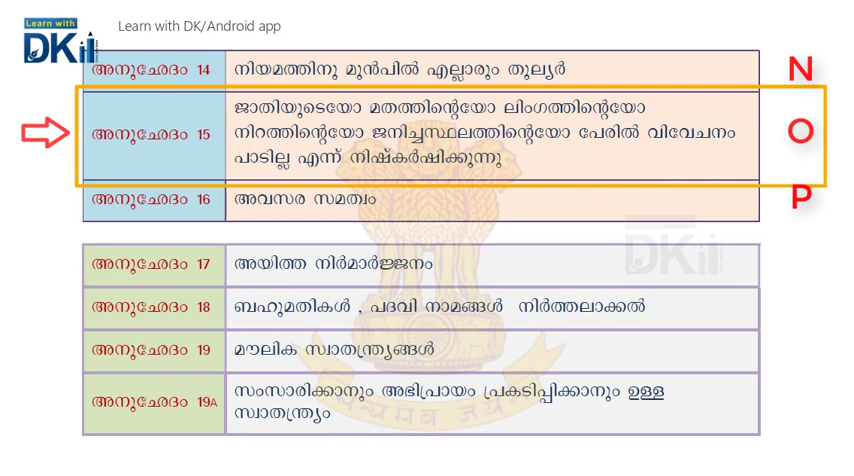 Learn with DK/Android app
Learn with
DKil
അനുഛേദം 14 നിയമത്തിനു മുൻപിൽ എല്ലാരും തുല്യർ N
ജാതിയുടെയോ മതത്തിന്റെയോ ലിംഗത്തിന്റെയോ
അനുഛേദം 15 നിറത്തിന്റെയോ ജനിച്ചസ്ഥലത്തിന്റെയോ പേരിൽ വിവേചനം O
പാടില്ല എന്ന് നിഷ്കർഷിക്കുന്നു
അനുഛേദം 16 അവസര സമത്വം P
DKil
അനുഛേദം 17 അയിത്ത നിർമാർജ്ജനം
അനുഛേദം 18 ബഹുമതികൾ , പദവി നാമങ്ങൾ നിർത്തലാക്കൽ
അനുഛേദം 19 മൗലിക സ്വാതന്ത്ര്യങ്ങൾ
അനുഛേദം 19A സംസാരിക്കാനും അഭിപ്രായം പ്രകടിപ്പിക്കാനും ഉള്ള
സ്വാതന്ത്ര്യം